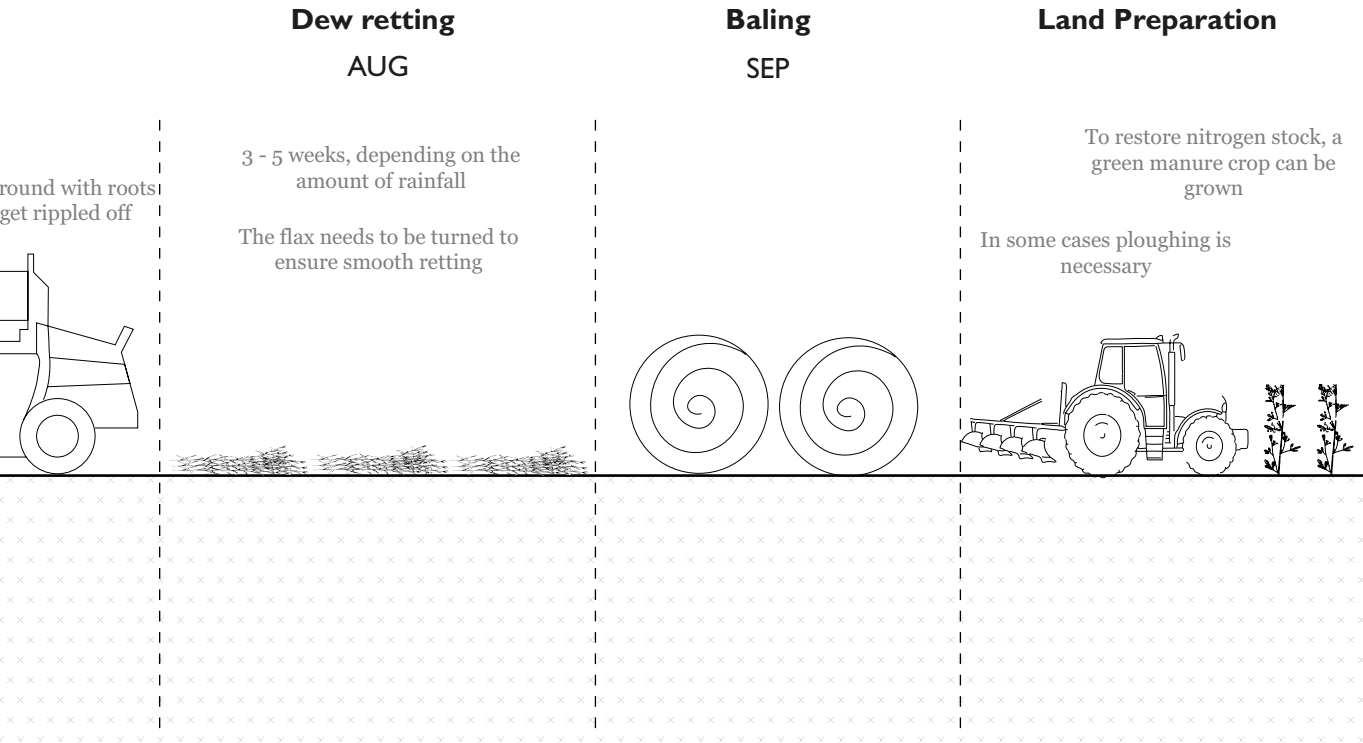 Dew retting
Baling
Land Preparation
AUG
SEP
round with roots
get rippled off
3 - 5 weeks, depending on the
amount of rainfall
The flax needs to be turned to
ensure smooth retting
To restore nitrogen stock, a
green manure crop can be
grown
In some cases ploughing is
necessary